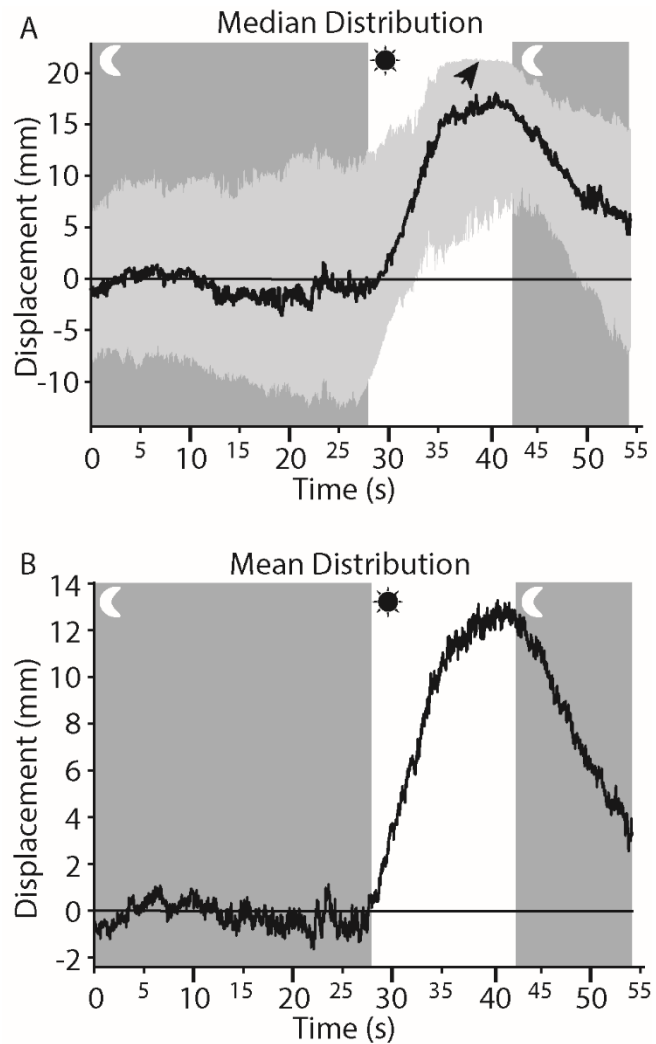 A
Median Distribution
Displacement (mm)
20
15
10
5
0
-5
-10
0 5 10 15 20 25 30 35 40 45 50 55
Time (s)
B
Mean Distribution
Displacement (mm)
14
12
10
8
6
4
2
0
-2
0 5 10 15 20 25 30 35 40 45 50 55
Time (s)